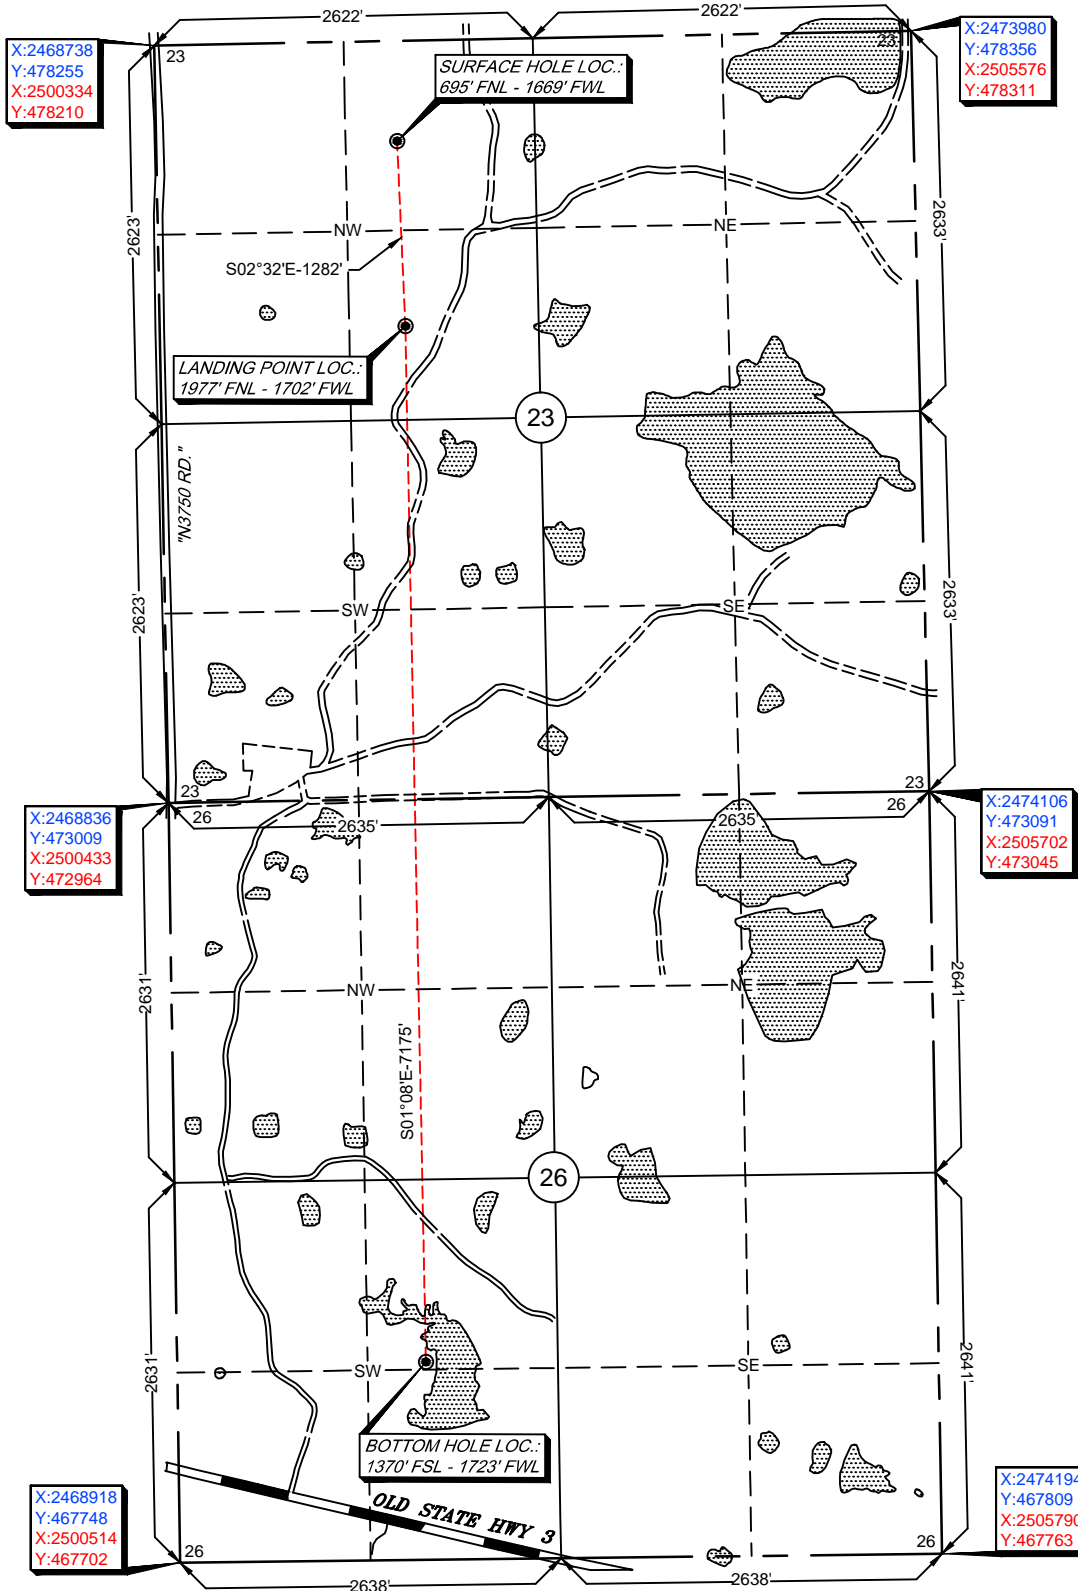 2622'
2622'
X:2468738
Y:478255
X:2500334
Y:478210
23
23
X:2473980
Y:478356
X:2505576
Y:478311
SURFACE HOLE LOC.:
695' FNL - 1669' FWL
2623'
NW
NE
2633'
S02°32'E-1282'
LANDING POINT LOC.:
1977' FNL - 1702' FWL
23
"N3750 RD."
2623'
SW
SE
2633'
23
26
2635'
2635'
23
26
X:2468836
Y:473009
X:2500433
Y:472964
X:2474106
Y:473091
X:2505702
Y:473045
2631'
NW
NE
2641'
S01°08'E-7175'
26
2631'
SW
SE
2641'
BOTTOM HOLE LOC.:
1370' FSL - 1723' FWL
OLD STATE HWY 3
X:2468918
Y:467748
X:2500514
Y:467702
26
26
X:2474194
Y:467809
X:2505790
Y:467763
2638'
2638'